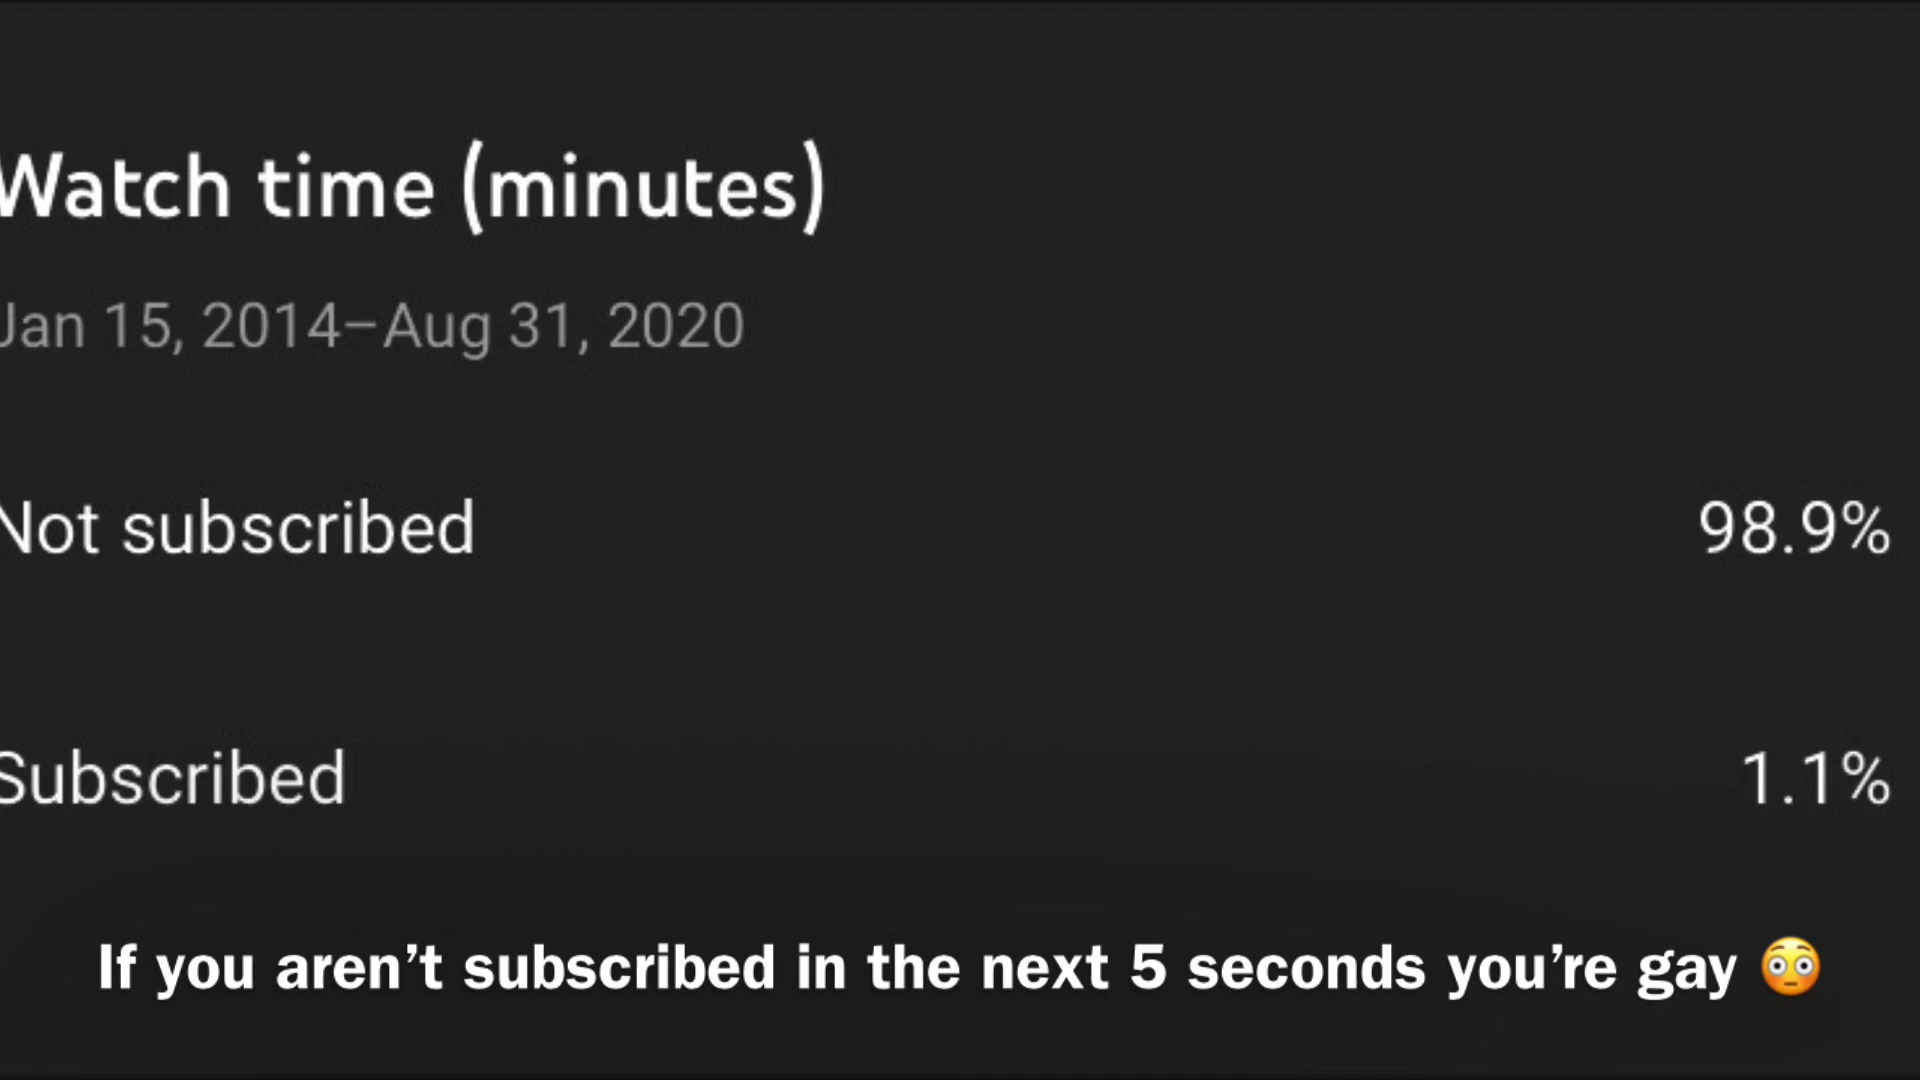 Watch time (minutes)
Jan 15, 2014–Aug 31, 2020
Not subscribed 98.9%
Subscribed 1.1%
If you aren’t subscribed in the next 5 seconds you’re gay 😳